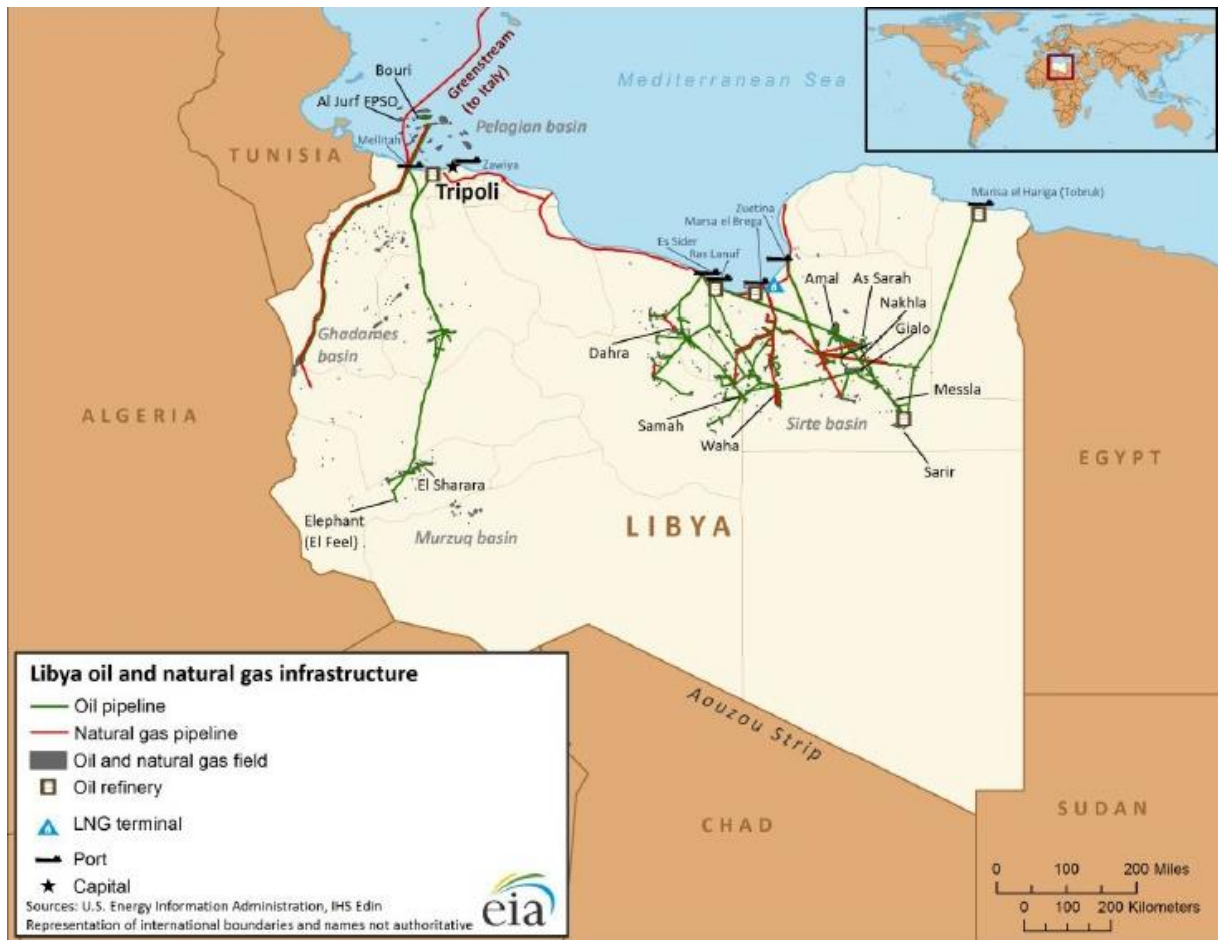 Greenstream
(to Italy)
Bouri
Al Jurf FPSO
Mediterranean Sea
Pelagian basin
Mellitah
TUNISIA
Zawiya
Tripoli
Marsa el Hariga (Tobruk)
Zuetina
Marsa el Brega
Es Sider
Ras Lanuf
Amal
As Sarah
Nakhla
Gialo
Ghadames
basin
Dahra
ALGERIA
Messla
Samah
Waha
Sirte basin
Sarir
EGYPT
El Sharara
Elephant
(El Feel)
Murzuq basin
LIBYA
Aouzou Strip
CHAD
SUDAN
Libya oil and natural gas infrastructure
Oil pipeline
Natural gas pipeline
Oil and natural gas field
Oil refinery
LNG terminal
Port
Capital
Sources: U.S. Energy Information Administration, IHS Edin
Representation of international boundaries and names not authoritative
eia
0 100 200 Miles
0 100 200 Kilometers